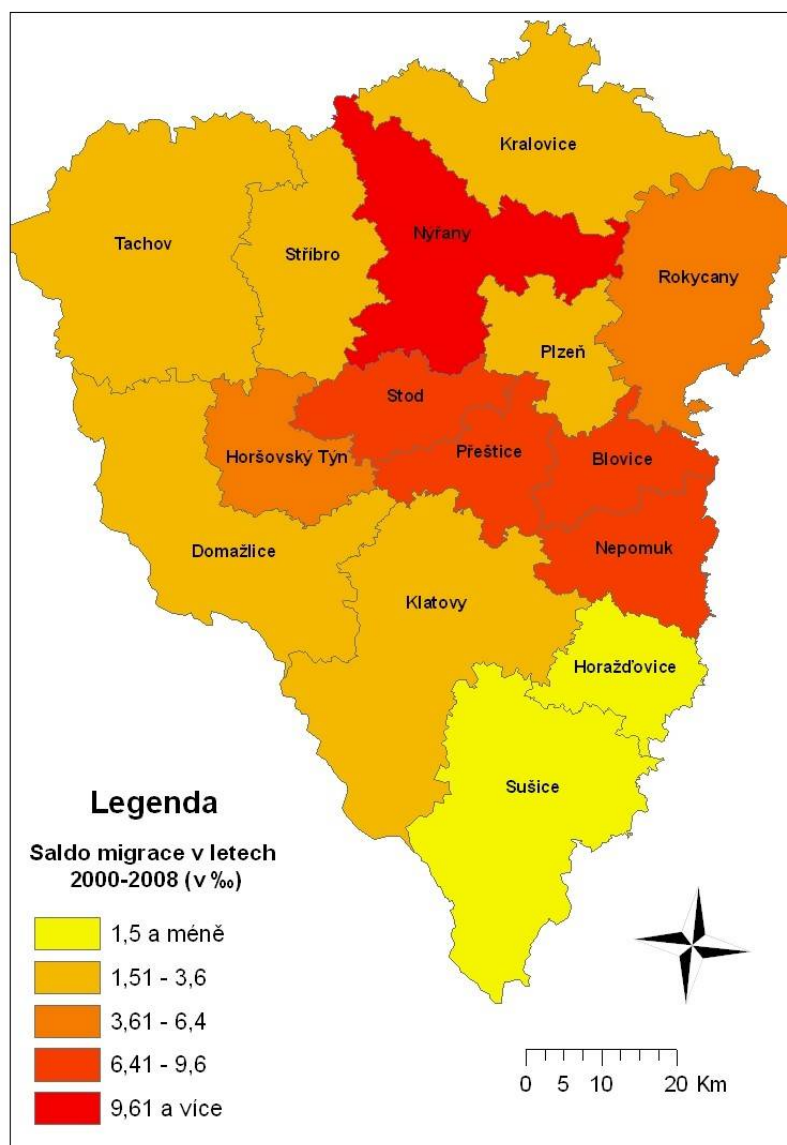 Kralovice
Nýřany
Tachov
Stříbro
Rokycany
Plzeň
Stod
Přeštice
Horšovský Týn
Blovice
Domažlice
Nepomuk
Klatovy
Horažďovice
Sušice
Legenda
Saldo migrace v letech
2000-2008 (v ‰)
1,5 a méně
1,51 - 3,6
3,61 - 6,4
6,41 - 9,6
9,61 a více
0 5 10 20 Km